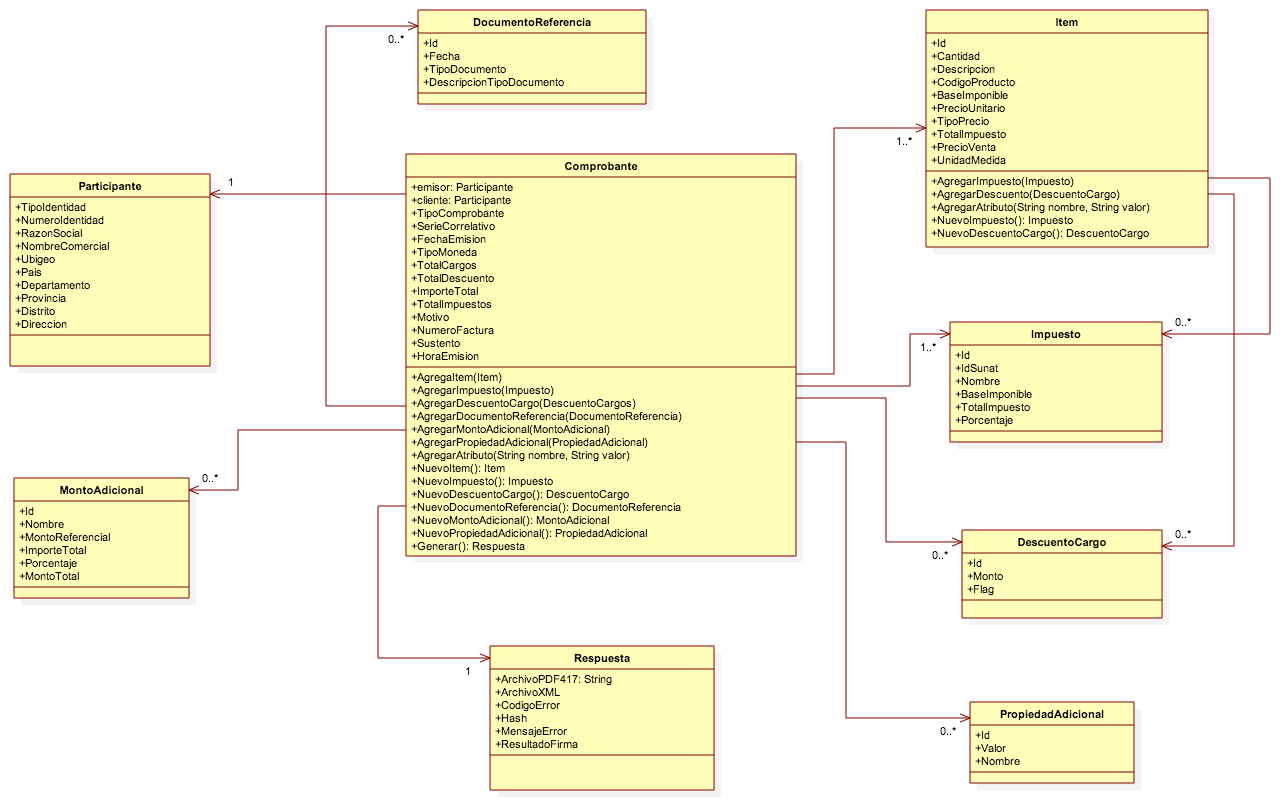 DocumentoReferencia
+Id
+Fecha
+TipoDocumento
+DescripcionTipoDocumento
0..*
Item
+Id
+Cantidad
+Descripcion
+CodigoProducto
+BaseImponible
+PrecioUnitario
+TipoPrecio
+TotalImpuesto
+PrecioVenta
+UnidadMedida
+AgregarImpuesto(Impuesto)
+AgregarDescuento(DescuentoCargo)
+AgregarAtributo(String nombre, String valor)
+NuevoImpuesto(): Impuesto
+NuevoDescuentoCargo(): DescuentoCargo
1..*
Participante
+TipoIdentidad
+NumeroIdentidad
+RazonSocial
+NombreComercial
+Ubigeo
+Pais
+Departamento
+Provincia
+Distrito
+Direccion
1
Comprobante
+emisor: Participante
+cliente: Participante
+TipoComprobante
+SerieCorrelativo
+FechaEmision
+TipoMoneda
+TotalCargos
+TotalDescuento
+ImporteTotal
+TotalImpuestos
+Motivo
+NumeroFactura
+Sustento
+HoraEmision
+AgregaItem(Item)
+AgregarImpuesto(Impuesto)
+AgregarDescuentoCargo(DescuentoCargos)
+AgregarDocumentoReferencia(DocumentoReferencia)
+AgregarMontoAdicional(MontoAdicional)
+AgregarPropiedadAdicional(PropiedadAdicional)
+AgregarAtributo(String nombre, String valor)
+NuevoItem(): Item
+NuevoImpuesto(): Impuesto
+NuevoDescuentoCargo(): DescuentoCargo
+NuevoDocumentoReferencia(): DocumentoReferencia
+NuevoMontoAdicional(): MontoAdicional
+NuevoPropiedadAdicional(): PropiedadAdicional
+Generar(): Respuesta
0..*
1..*
Impuesto
+Id
+IdSunat
+Nombre
+BaseImponible
+TotalImpuesto
+Porcentaje
0..*
MontoAdicional
+Id
+Nombre
+MontoReferencial
+ImporteTotal
+Porcentaje
+MontoTotal
0..*
0..*
DescuentoCargo
+Id
+Monto
+Flag
1
Respuesta
+ArchivoPDF417: String
+ArchivoXML
+CodigoError
+Hash
+MensajeError
+ResultadoFirma
0..*
PropiedadAdicional
+Id
+Valor
+Nombre